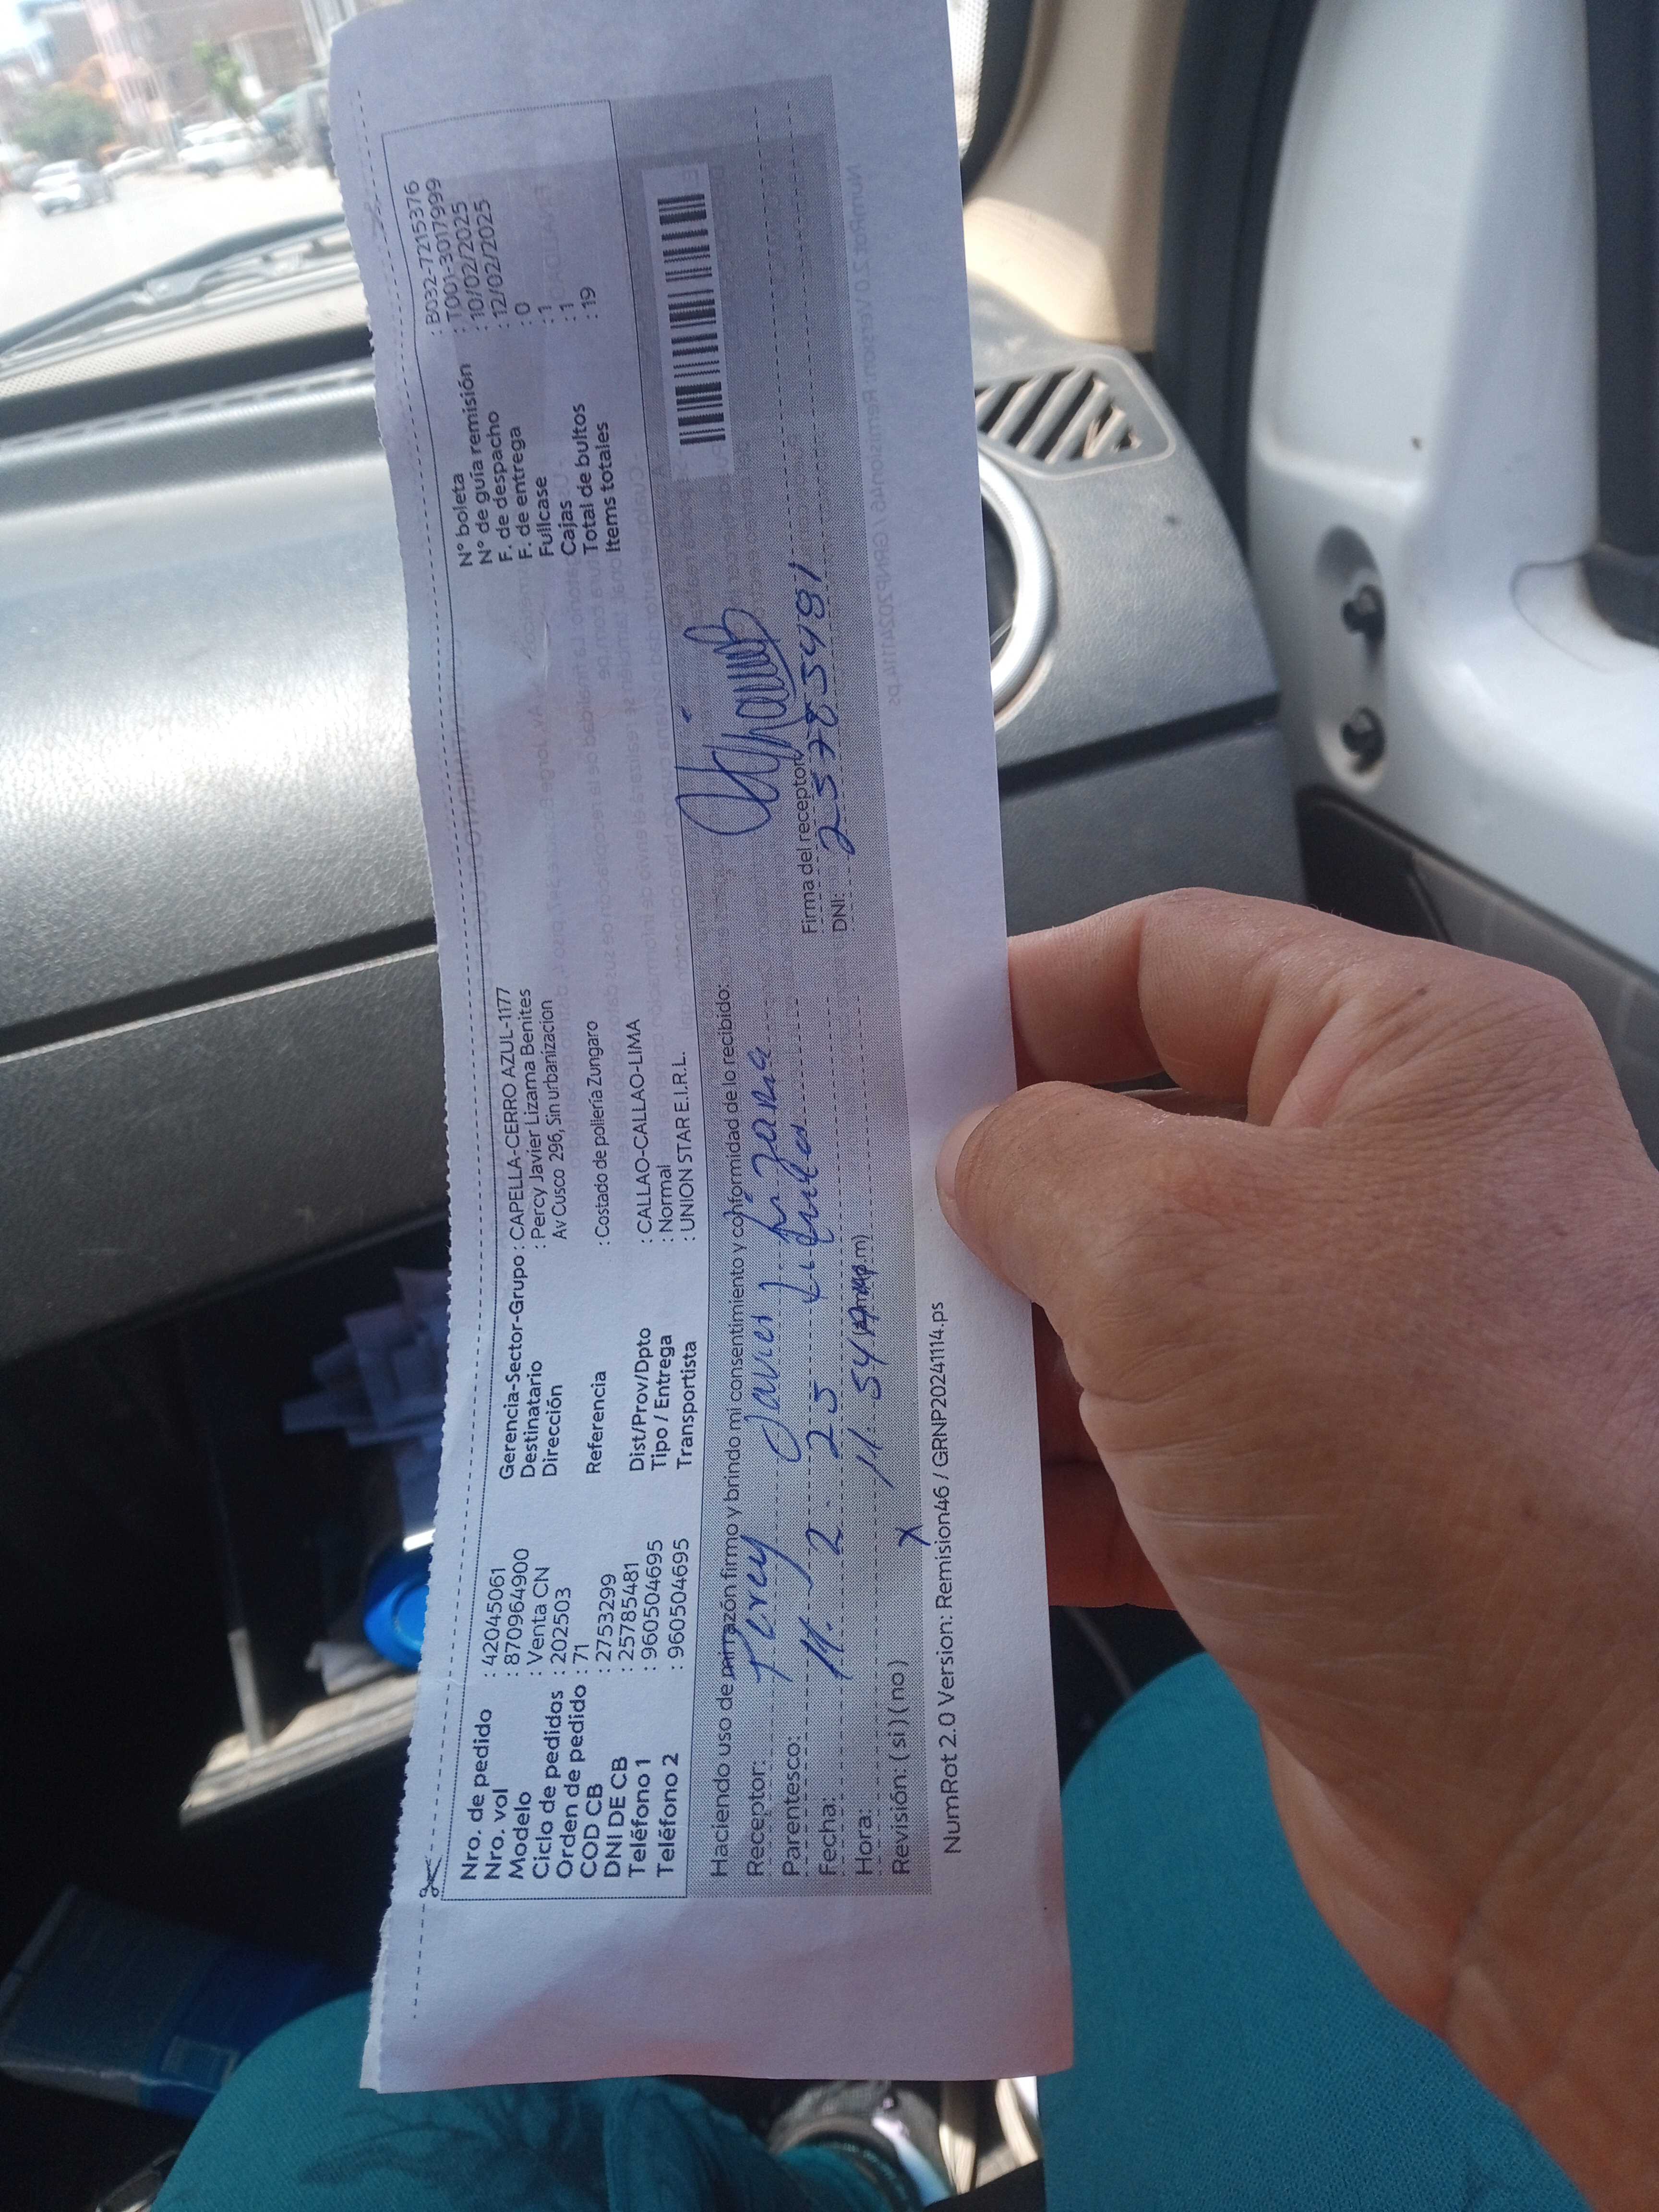 Nro. de pedido : 42045061
Nro. vol : 870964900
Modelo : Venta CN
Ciclo de pedidos : 202503
Orden de pedido : 71
COD CB : 2753299
DNI DE CB : 25785481
Teléfono 1 : 960504695
Teléfono 2 : 960504695
Gerencia-Sector-Grupo : CAPELLA-CERRO AZUL-1177
Destinatario : Percy Javier Lizama Benites
Dirección Av Cusco 296, Sin urbanizacion
Referencia : Costado de poliería Zungaro
Dist/Prov/Dpto : CALLAO-CALLAO-LIMA
Tipo / Entrega : Normal
Transportista : UNION STAR E.I.R.L.
N° boleta : B032-7215376
N° de guía remisión : T001-30179999
F. de despacho : 10/02/2025
F. de entrega : 12/02/2025
Fullcase : 0
Cajas : 1
Total de bultos : 1
Items totales : 19
Haciendo uso de mi razón firmo y brindo mi consentimiento y conformidad de lo recibido:
Receptor: Percy Javier Lizama
Parentesco: titular
Fecha: 11 2 25
Hora: 11 54 AM
Revisión: ( si ) ( no ) X
Firma del receptor
DNI: 25785481
NumRot 2.0 Version: Remision46 / GRNP20241114.ps